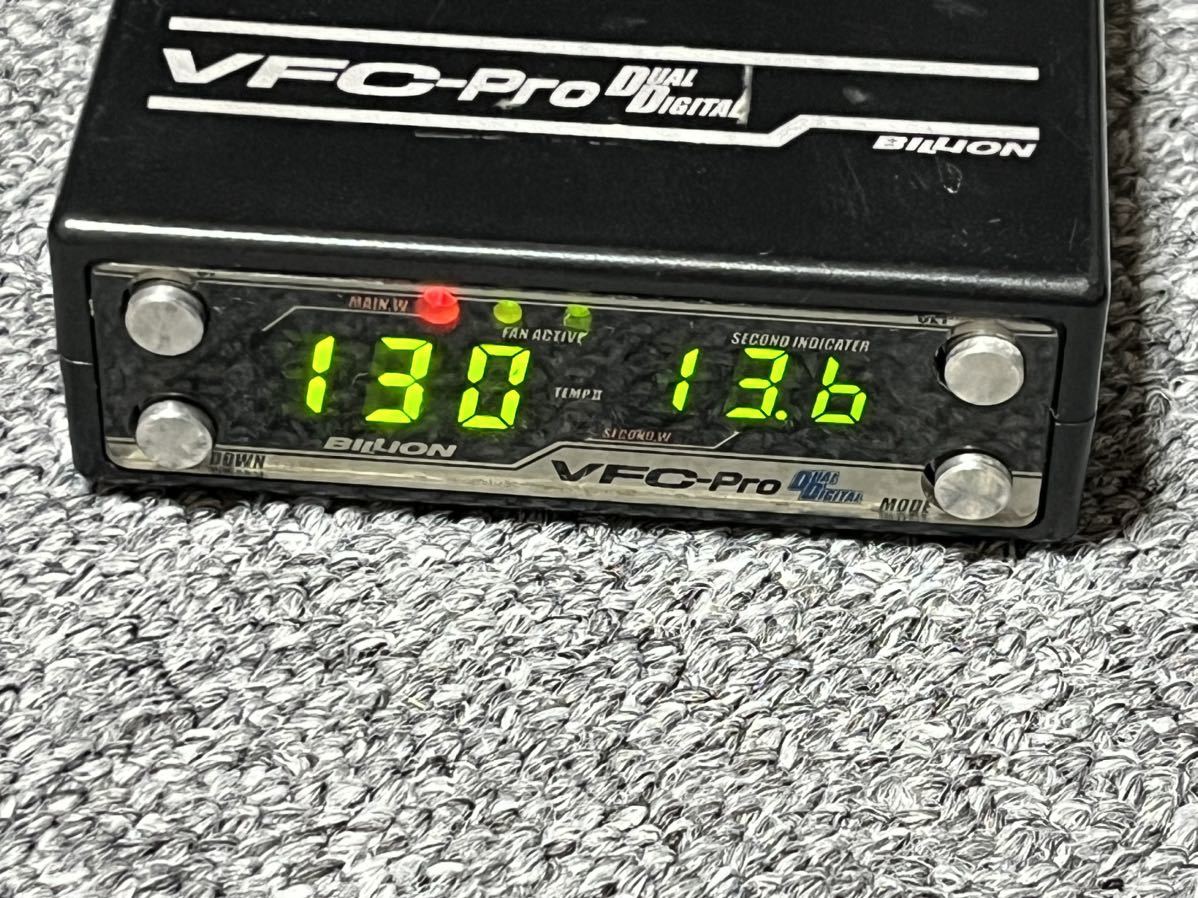 VFC-Pro DUAL DIGITAL
BILLION
MAIN.W
FAN ACTIVE
SECOND INDICATER
130
TEMP II
13.6
SECOND.W
BILLION
DOWN
VFC-Pro DUAL DIGITAL
MODE